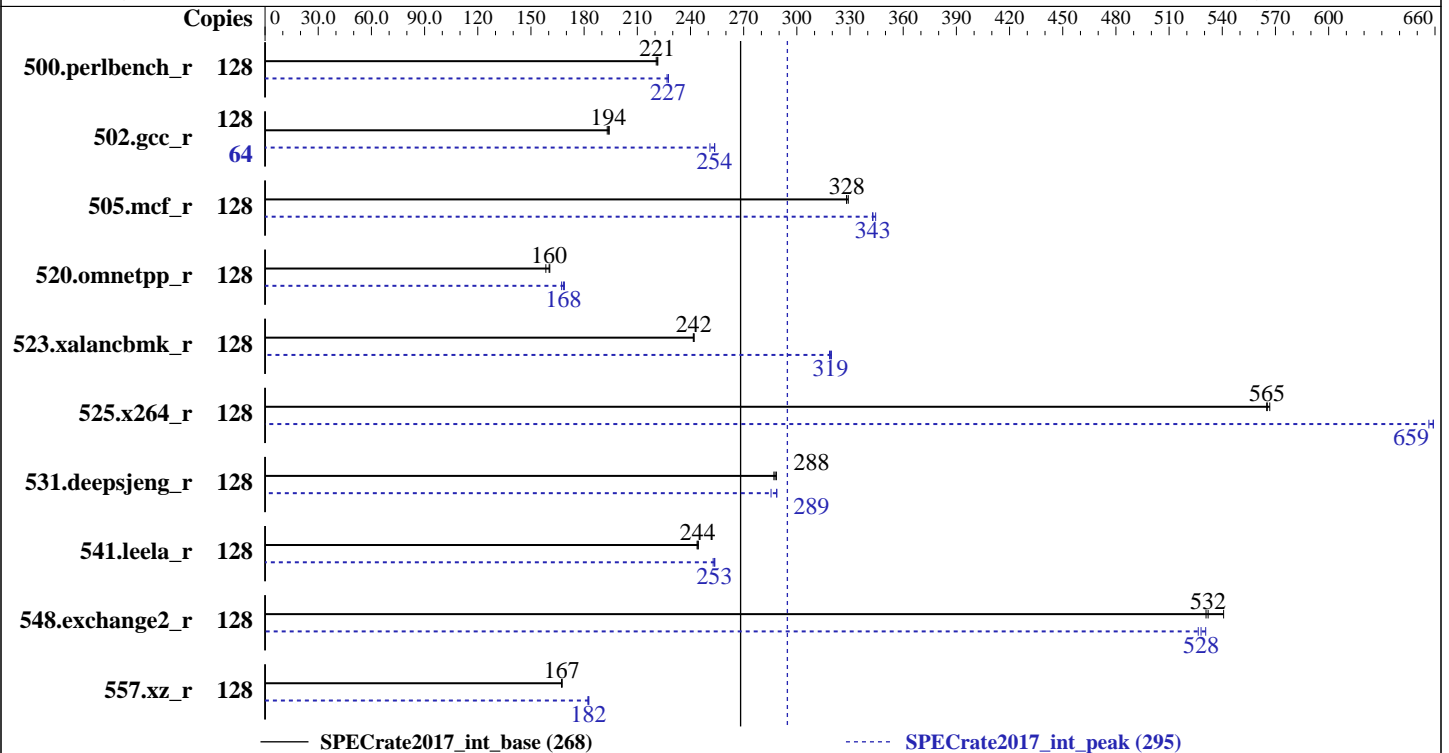 Copies 0 30.0 60.0 90.0 120 150 180 210 240 270 300 330 360 390 420 450 480 510 540 570 600 660
500.perlbench_r 128 221
227
502.gcc_r 128 194
64 254
505.mcf_r 128 328
343
520.omnetpp_r 128 160
168
523.xalancbmk_r 128 242
319
525.x264_r 128 565
659
531.deepsjeng_r 128 288
289
541.leela_r 128 244
253
548.exchange2_r 128 532
528
557.xz_r 128 167
182
SPECrate2017_int_base (268) SPECrate2017_int_peak (295)